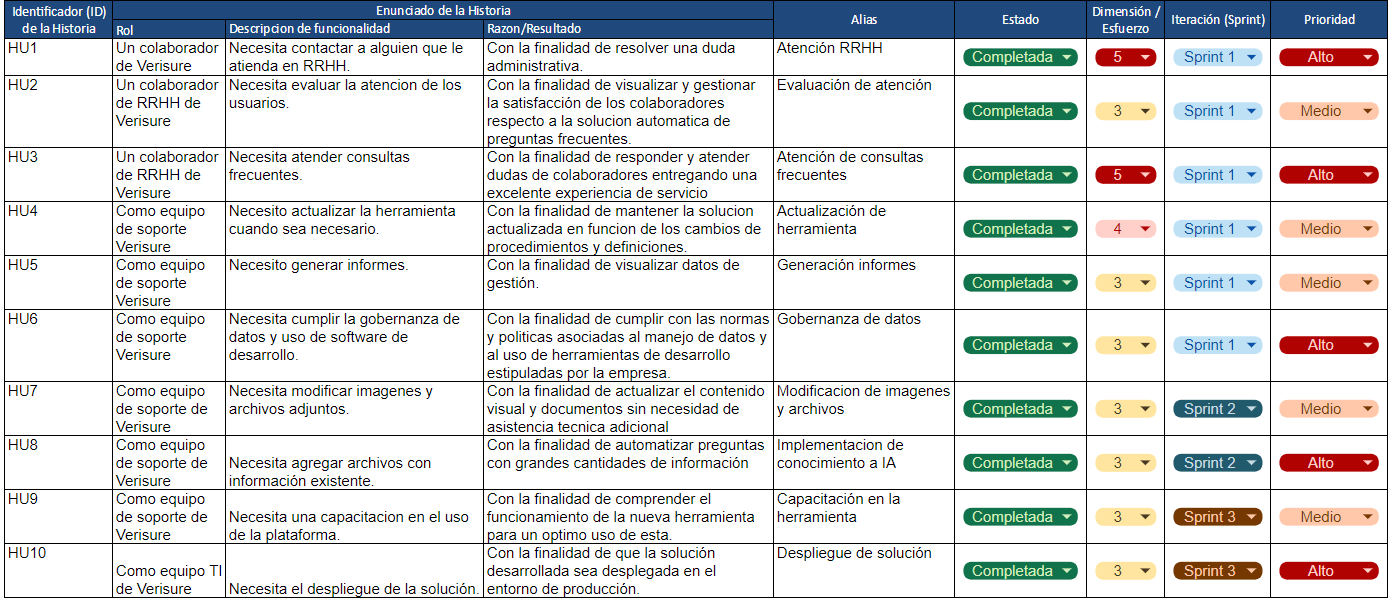 Identificador (ID)
de la Historia
Enunciado de la Historia
Rol
Descripcion de funcionalidad
Razon/Resultado
Alias
Estado
Dimensión /
Esfuerzo
Iteración (Sprint)
Prioridad
HU1
Un colaborador
de Verisure
Necesita contactar a alguien que le
atienda en RRHH.
Con la finalidad de resolver una duda
administrativa.
Atención RRHH
Completada
5
Sprint 1
Alto
HU2
Un colaborador
de RRHH de
Verisure
Necesita evaluar la atencion de los
usuarios.
Con la finalidad de visualizar y gestionar
la satisfacción de los colaboradores
respecto a la solucion automatica de
preguntas frecuentes.
Evaluación de atención
Completada
3
Sprint 1
Medio
HU3
Un colaborador
de RRHH de
Verisure
Necesita atender consultas
frecuentes.
Con la finalidad de responder y atender
dudas de colaboradores entregando una
excelente experiencia de servicio
Atención de consultas
frecuentes
Completada
5
Sprint 1
Alto
HU4
Como equipo
de soporte
Verisure
Necesito actualizar la herramienta
cuando sea necesario.
Con la finalidad de mantener la solucion
actualizada en funcion de los cambios de
procedimientos y definiciones.
Actualización de
herramienta
Completada
4
Sprint 1
Medio
HU5
Como equipo
de soporte
Verisure
Necesito generar informes.
Con la finalidad de visualizar datos de
gestión.
Generación informes
Completada
3
Sprint 1
Medio
HU6
Como equipo
de soporte
Verisure
Necesita cumplir la gobernanza de
datos y uso de software de
desarrollo.
Con la finalidad de cumplir con las normas
y politicas asociadas al manejo de datos y
al uso de herramientas de desarrollo
estipuladas por la empresa.
Gobernanza de datos
Completada
3
Sprint 1
Alto
HU7
Como equipo
de soporte de
Verisure
Necesita modificar imagenes y
archivos adjuntos.
Con la finalidad de actualizar el contenido
visual y documentos sin necesidad de
asistencia tecnica adicional
Modificacion de imagenes
y archivos
Completada
3
Sprint 2
Medio
HU8
Como equipo
de soporte de
Verisure
Necesita agregar archivos con
información existente.
Con la finalidad de automatizar preguntas
con grandes cantidades de información
Implementacion de
conocimiento a IA
Completada
3
Sprint 2
Alto
HU9
Como equipo
de soporte de
Verisure
Necesita una capacitacion en el uso
de la plataforma.
Con la finalidad de comprender el
funcionamiento de la nueva herramienta
para un optimo uso de esta.
Capacitación en la
herramienta
Completada
3
Sprint 3
Medio
HU10
Como equipo TI
de Verisure
Necesita el despliegue de la solución.
Con la finalidad de que la solución
desarrollada sea desplegada en el
entorno de producción.
Despliegue de solución
Completada
3
Sprint 3
Alto